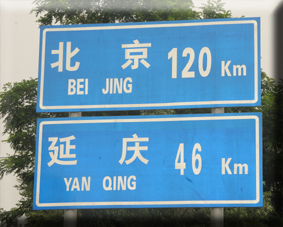 北 京 120 Km
BEI JING
延 庆 46 Km
YAN QING